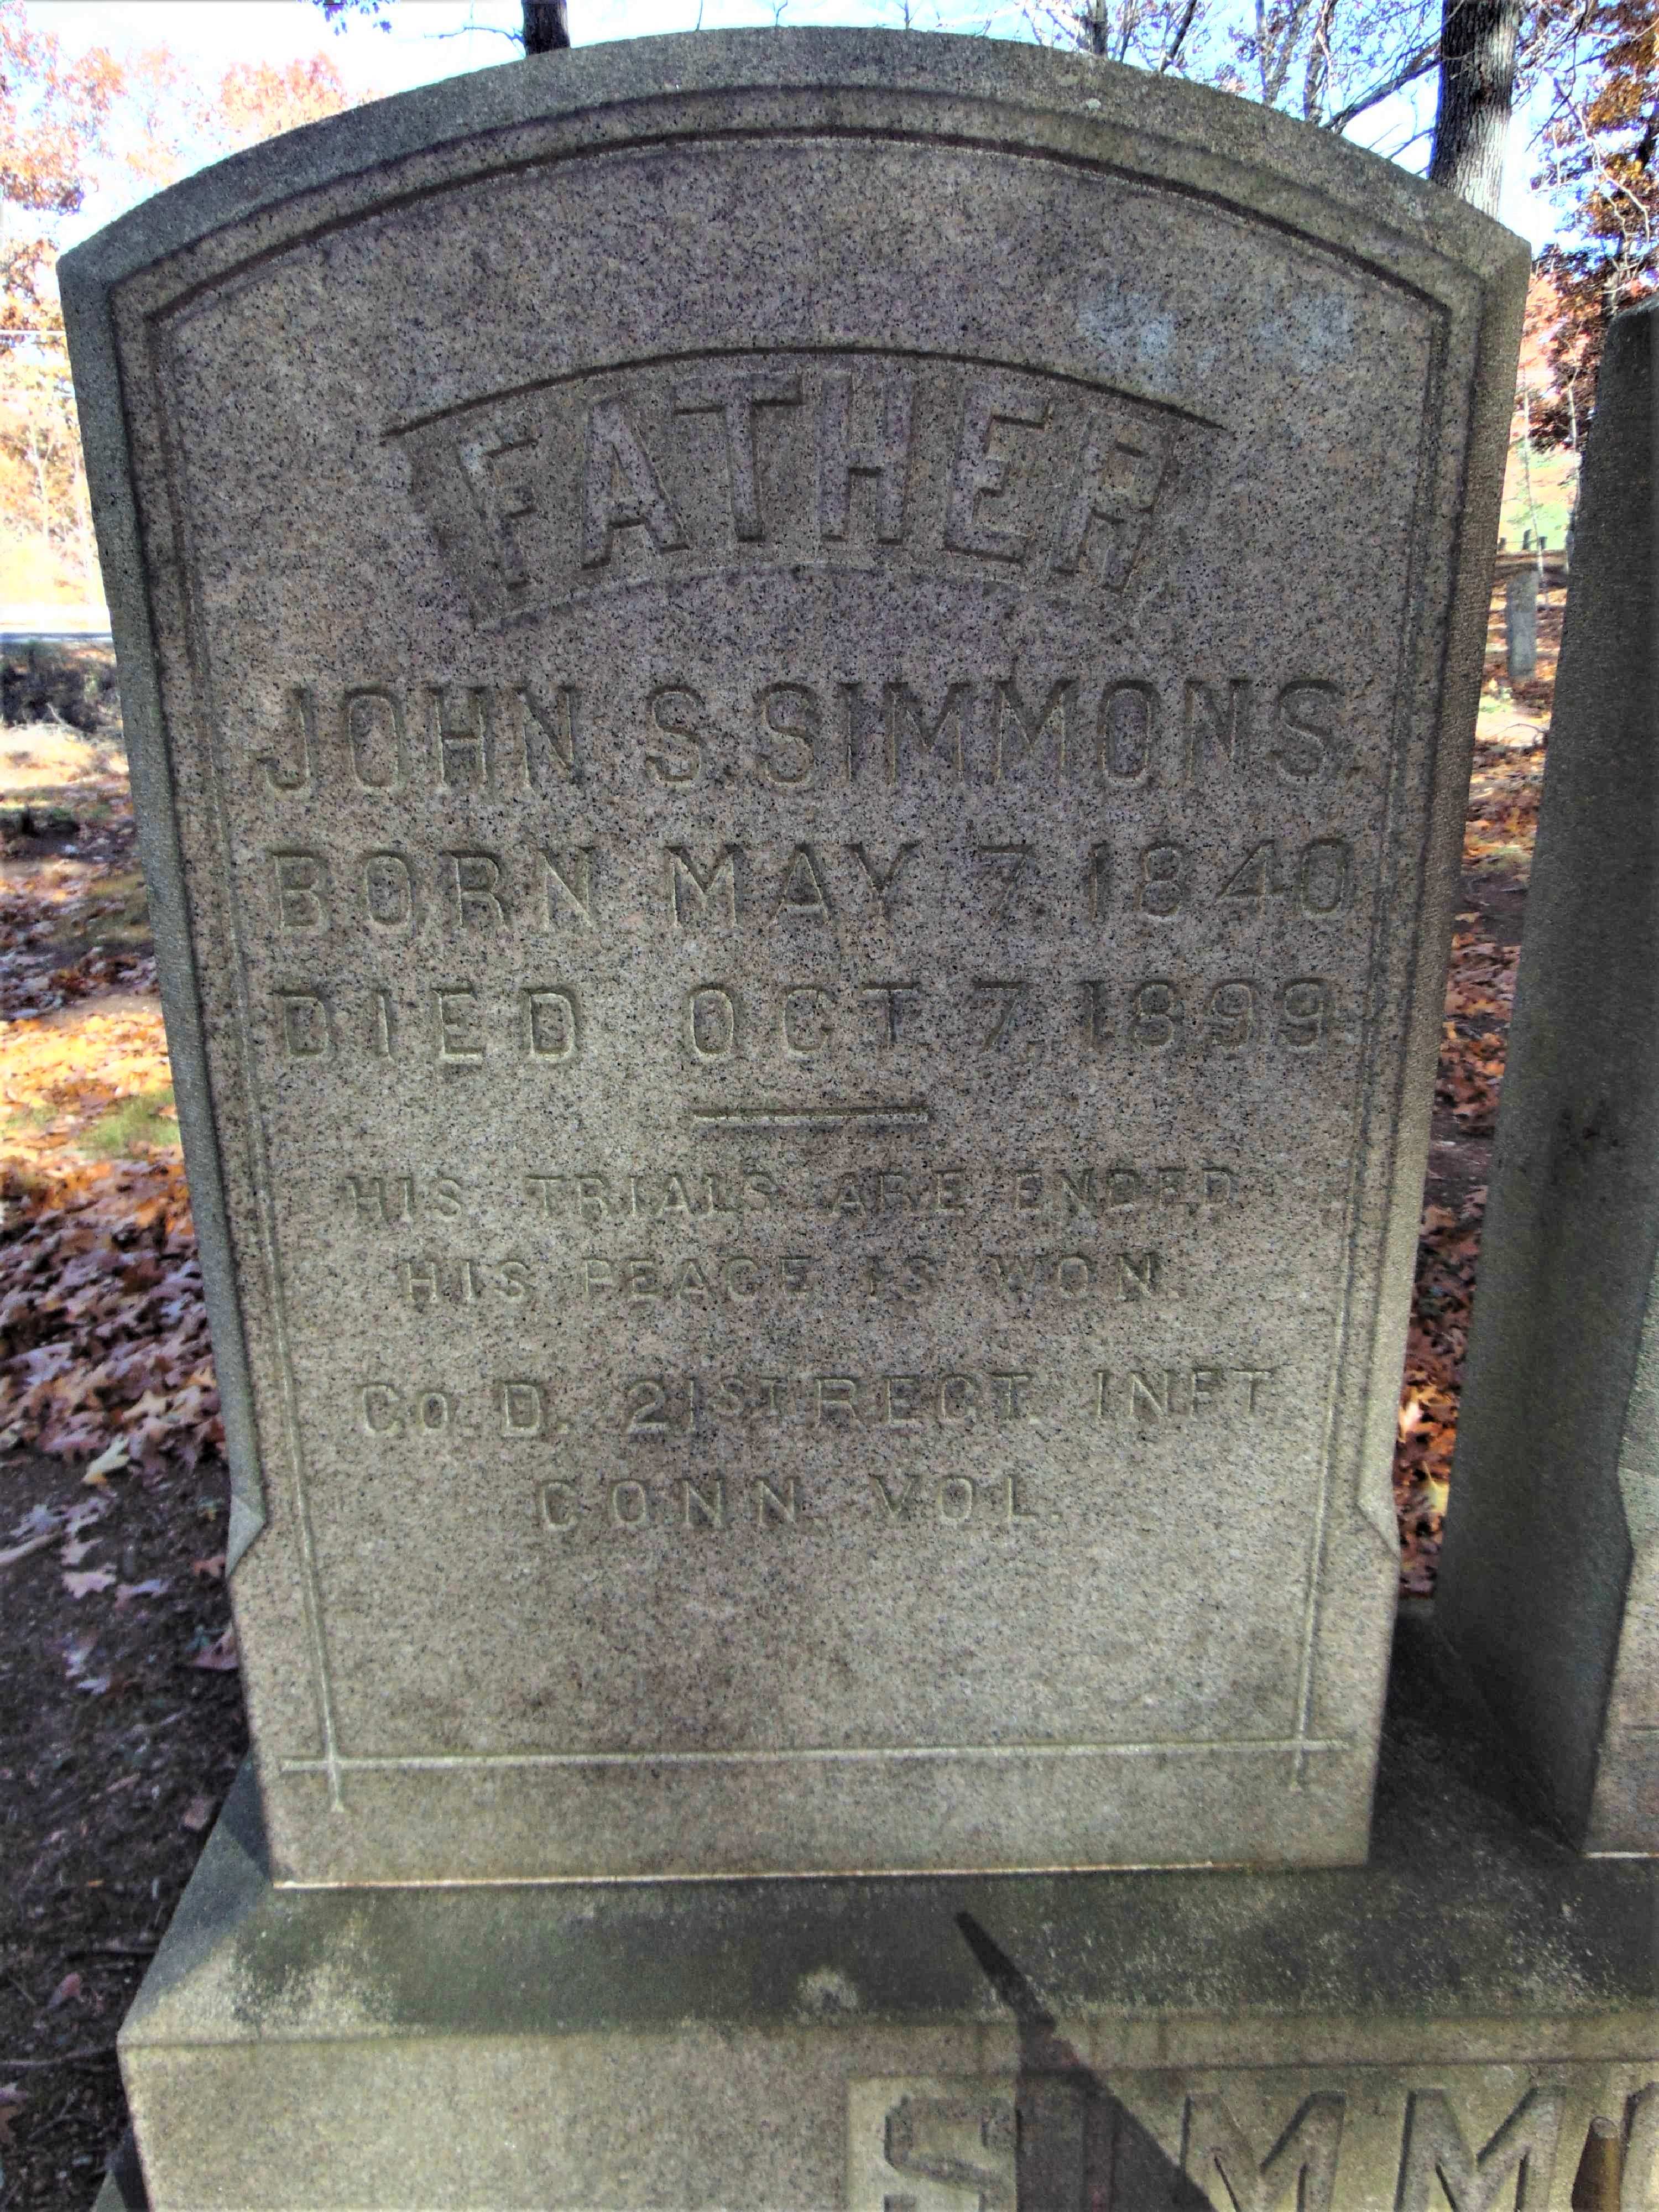 FATHER
JOHN S. SIMMONS.
BORN MAY 7, 1840
DIED OCT. 7, 1899.
HIS TRIALS ARE ENDED
HIS PEACE IS WON.
Co. D. 21ST REGT. INFT.
CONN. VOL.
SIMMO